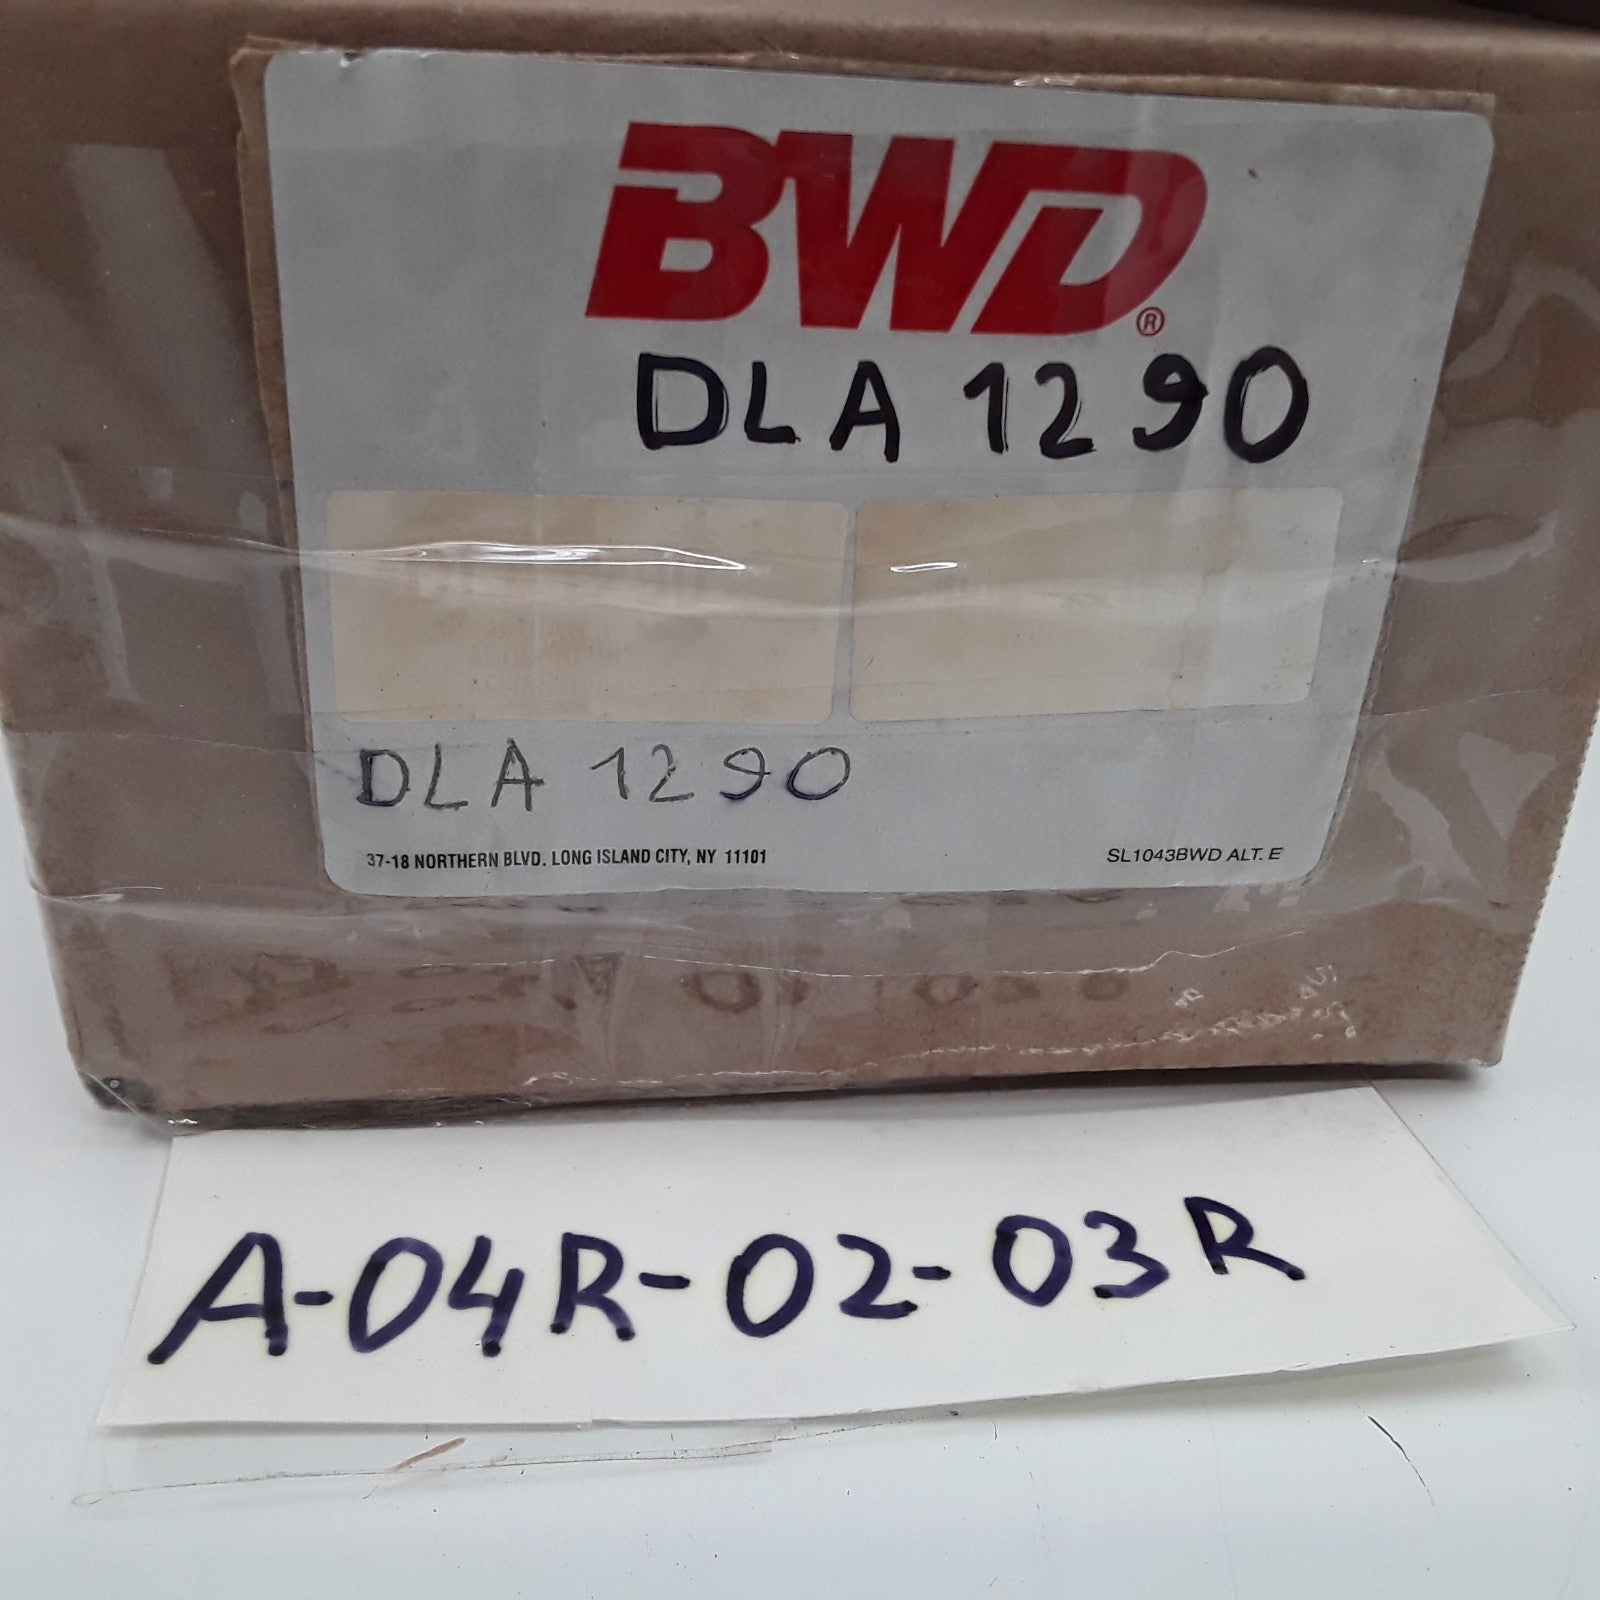 BWD®
DLA 1290
DLA 1290
37-18 NORTHERN BLVD. LONG ISLAND CITY, NY 11101
SL1043BWD ALT. E
A-04R-02-03R